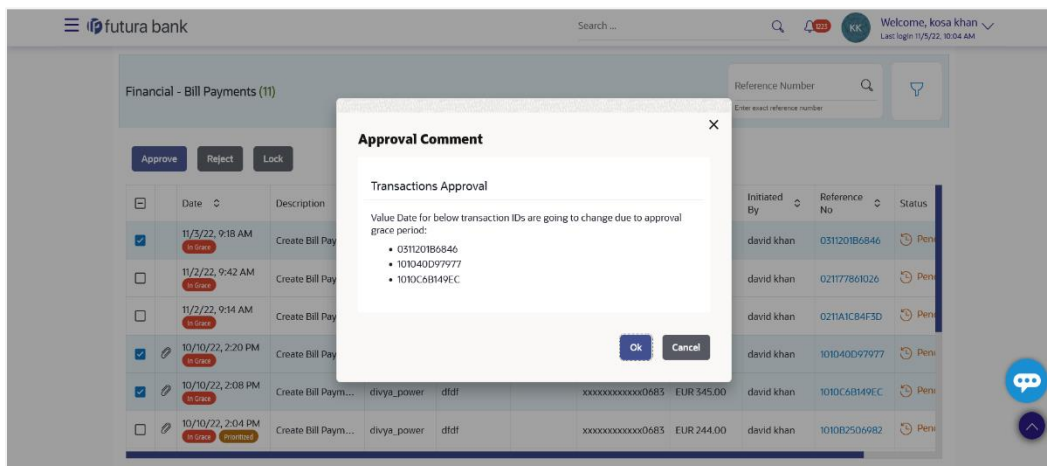 futura bank
Search ...
1225
KK
Welcome, kosa khan
Last login 11/5/22, 10:04 AM
Financial - Bill Payments (11)
Reference Number
Enter exact reference number
Approve Reject Lock
Approval Comment
Transactions Approval
Value Date for below transaction IDs are going to change due to approval
grace period:
• 0311201B6846
• 101040D97977
• 1010C6B149EC
Ok Cancel
Date Description Initiated By Reference No Status
11/3/22, 9:18 AM Create Bill Pay david khan 0311201B6846 Pen
In Grace
11/2/22, 9:42 AM Create Bill Pay david khan 021177861026 Pen
In Grace
11/2/22, 9:14 AM Create Bill Pay david khan 0211A1C84F3D Pen
In Grace
10/10/22, 2:20 PM Create Bill Pay david khan 101040D97977 Pen
In Grace
10/10/22, 2:08 PM Create Bill Paym... divya_power dfdf xxxxxxxxxxxx0683 EUR 345.00 david khan 1010C6B149EC Pen
In Grace
10/10/22, 2:04 PM Create Bill Paym... divya_power dfdf xxxxxxxxxxxx0683 EUR 244.00 david khan 1010B2506982 Pen
In Grace Prioritized